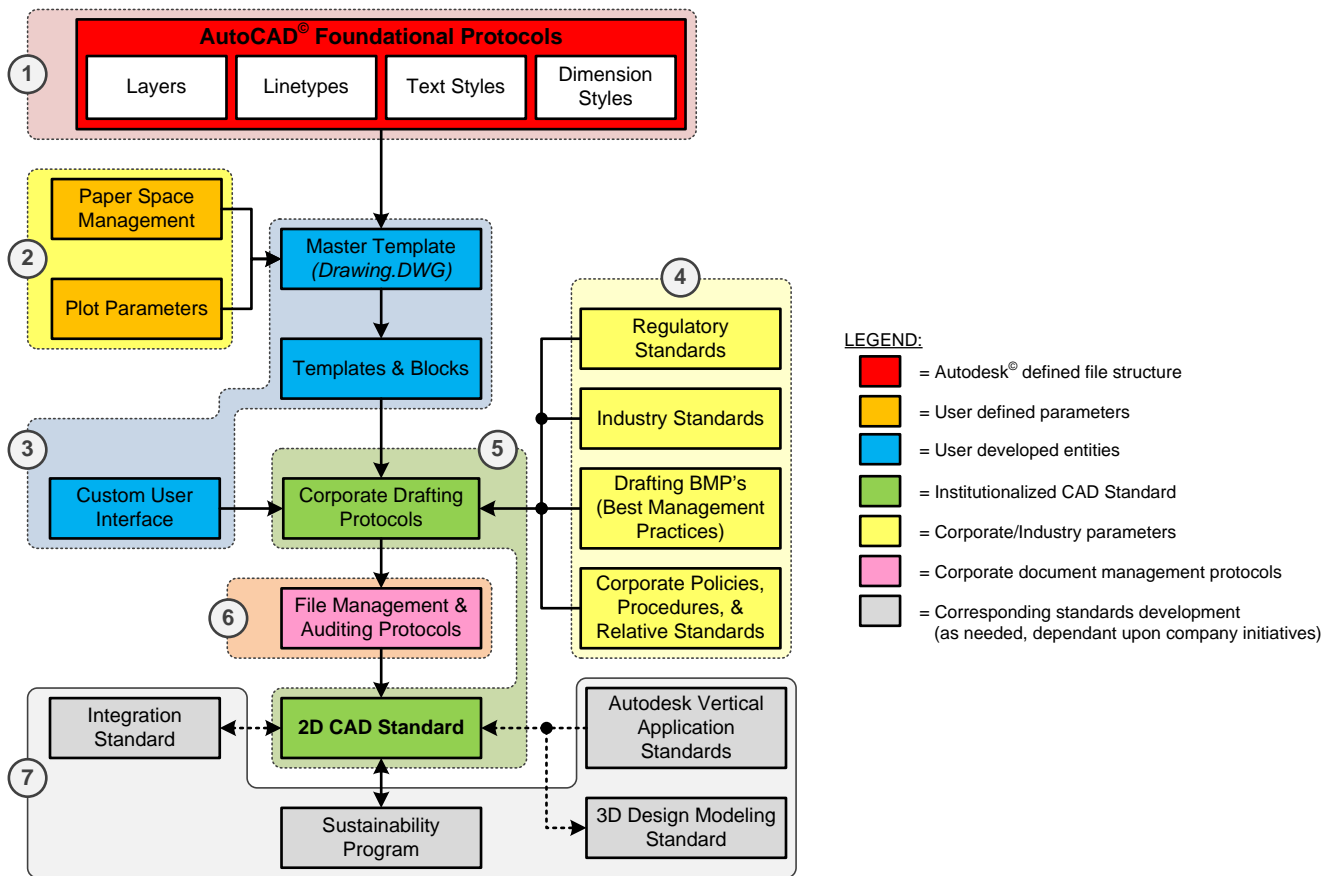 AutoCAD© Foundational Protocols
1
Layers
Linetypes
Text Styles
Dimension
Styles
2
Paper Space
Management
Plot Parameters
Master Template
(Drawing.DWG)
Templates & Blocks
3
Custom User
Interface
4
Regulatory
Standards
Industry Standards
Drafting BMP's
(Best Management
Practices)
Corporate Policies,
Procedures, &
Relative Standards
5
Corporate Drafting
Protocols
6
File Management &
Auditing Protocols
2D CAD Standard
7
Integration
Standard
Autodesk Vertical
Application
Standards
Sustainability
Program
3D Design Modeling
Standard
LEGEND:
= Autodesk© defined file structure
= User defined parameters
= User developed entities
= Institutionalized CAD Standard
= Corporate/Industry parameters
= Corporate document management protocols
= Corresponding standards development
(as needed, dependant upon company initiatives)